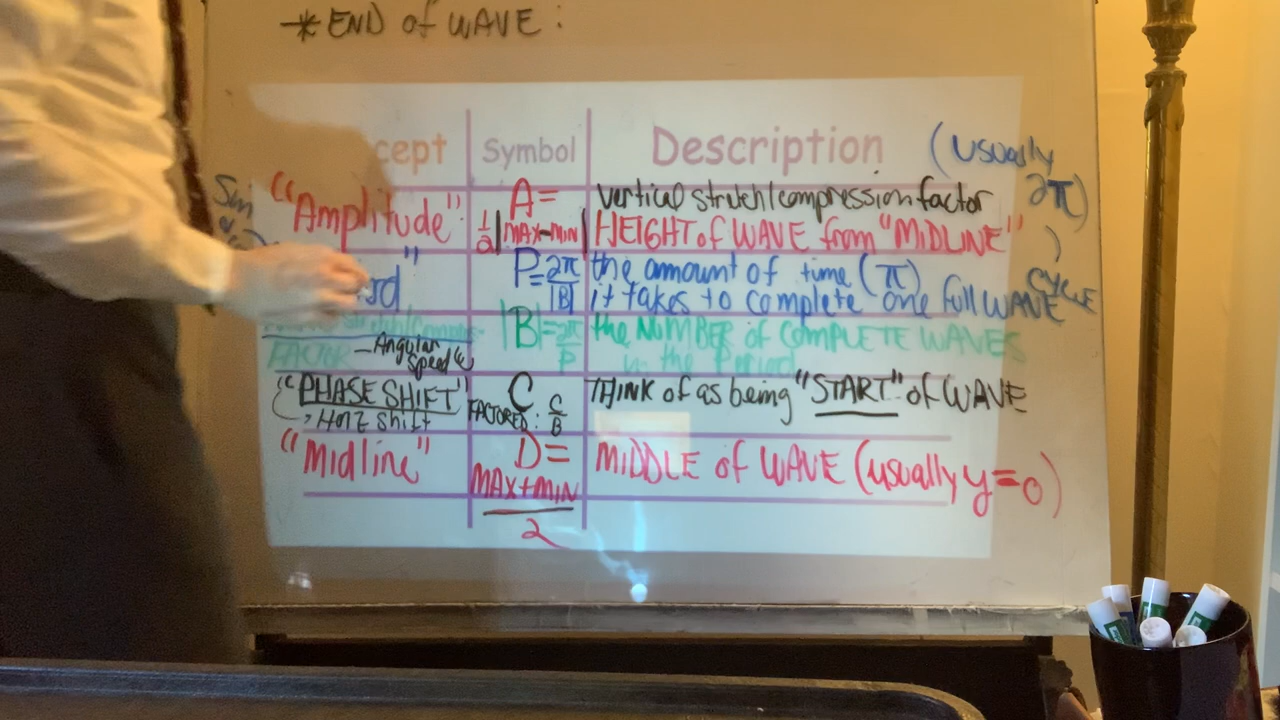 * END of WAVE :
cept Symbol Description (usually 2π)
"Amplitude" A= ½|MAX-MIN| vertical stretch/compression factor
HEIGHT of WAVE from "MIDLINE"
" P=2π/|B| the amount of time (π)
it takes to complete one full WAVE CYCLE
FACTOR - Angular Speed |B|=2π/P the NUMBER of COMPLETE WAVES
in the Period
"PHASE SHIFT" C THINK of as being "START" of WAVE
Horiz shift FACTORED: C/B
"Midline" D= MAX+MIN/2 MIDDLE of WAVE (usually y=0)